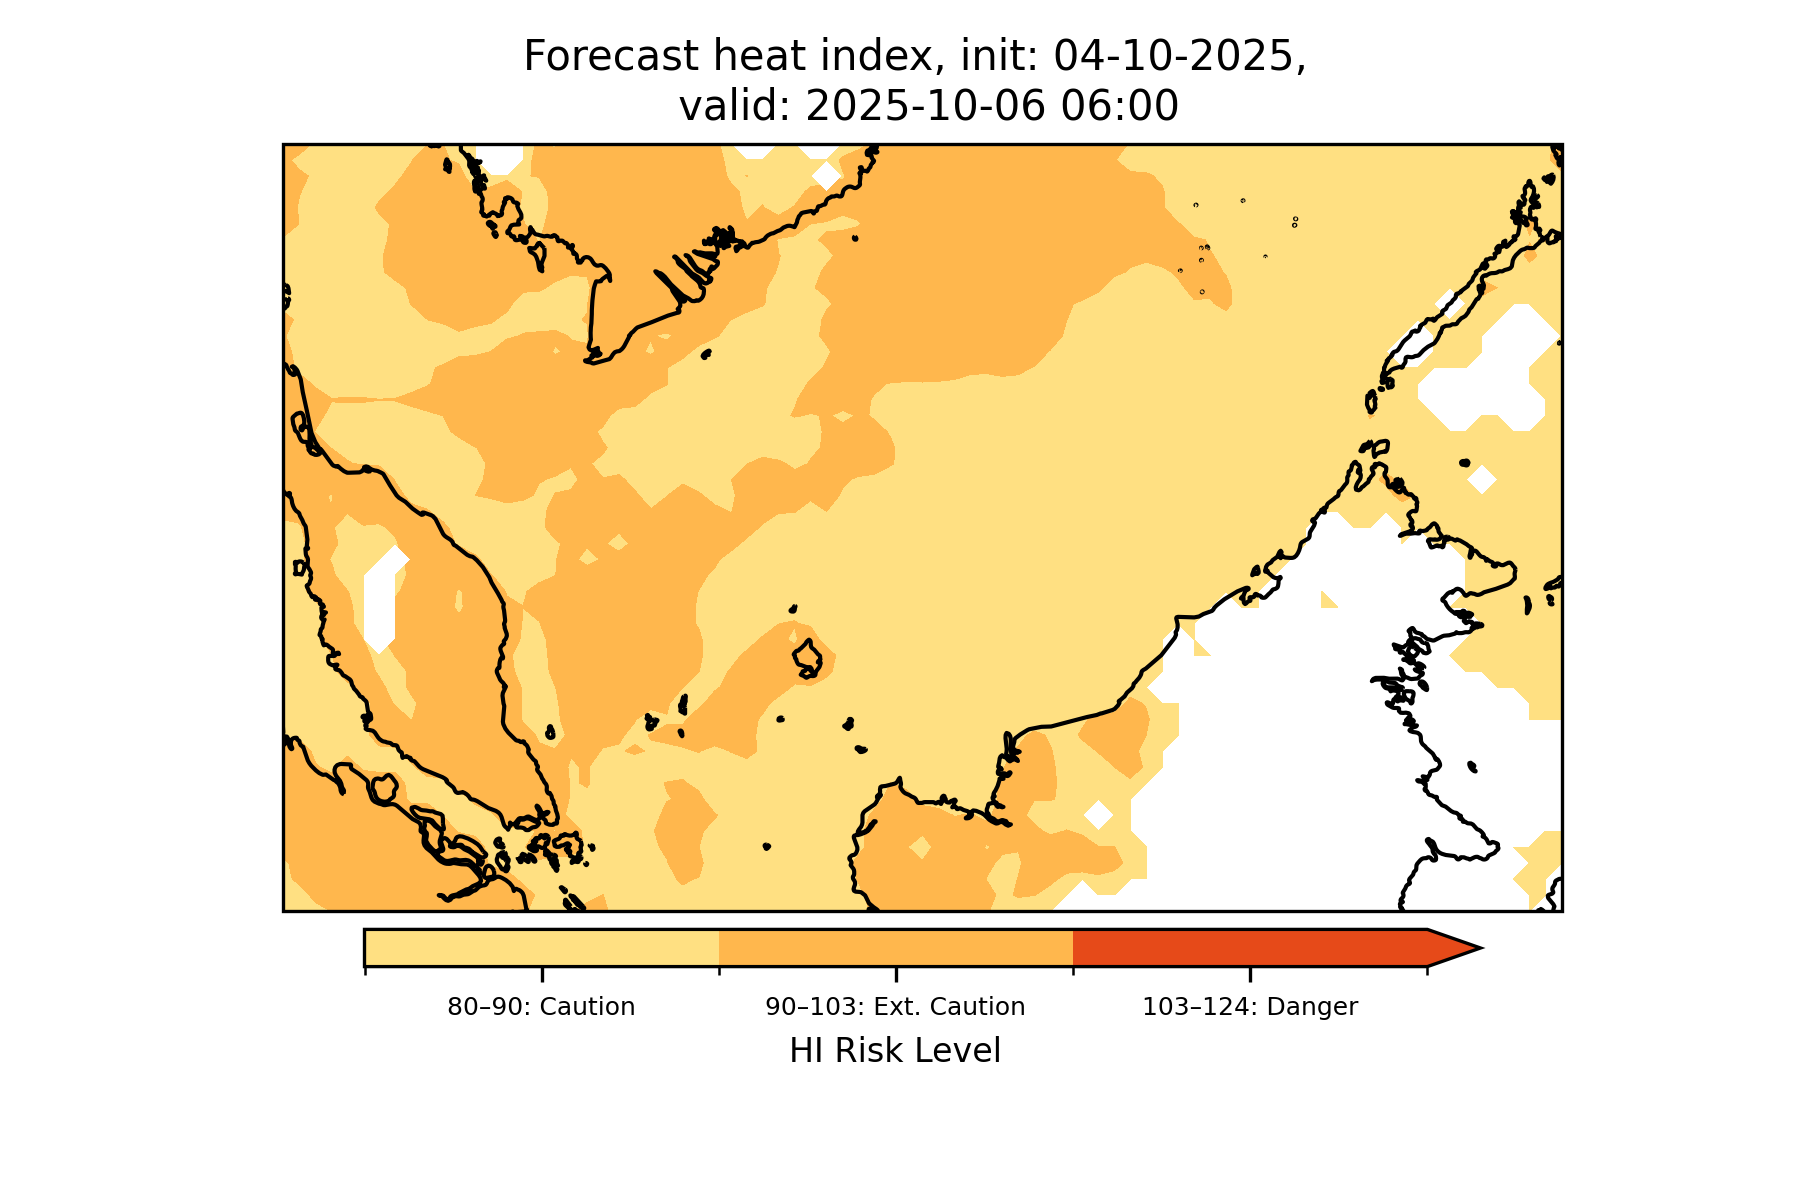 Forecast heat index, init: 04-10-2025,
valid: 2025-10-06 06:00
80–90: Caution
90–103: Ext. Caution
103–124: Danger
HI Risk Level